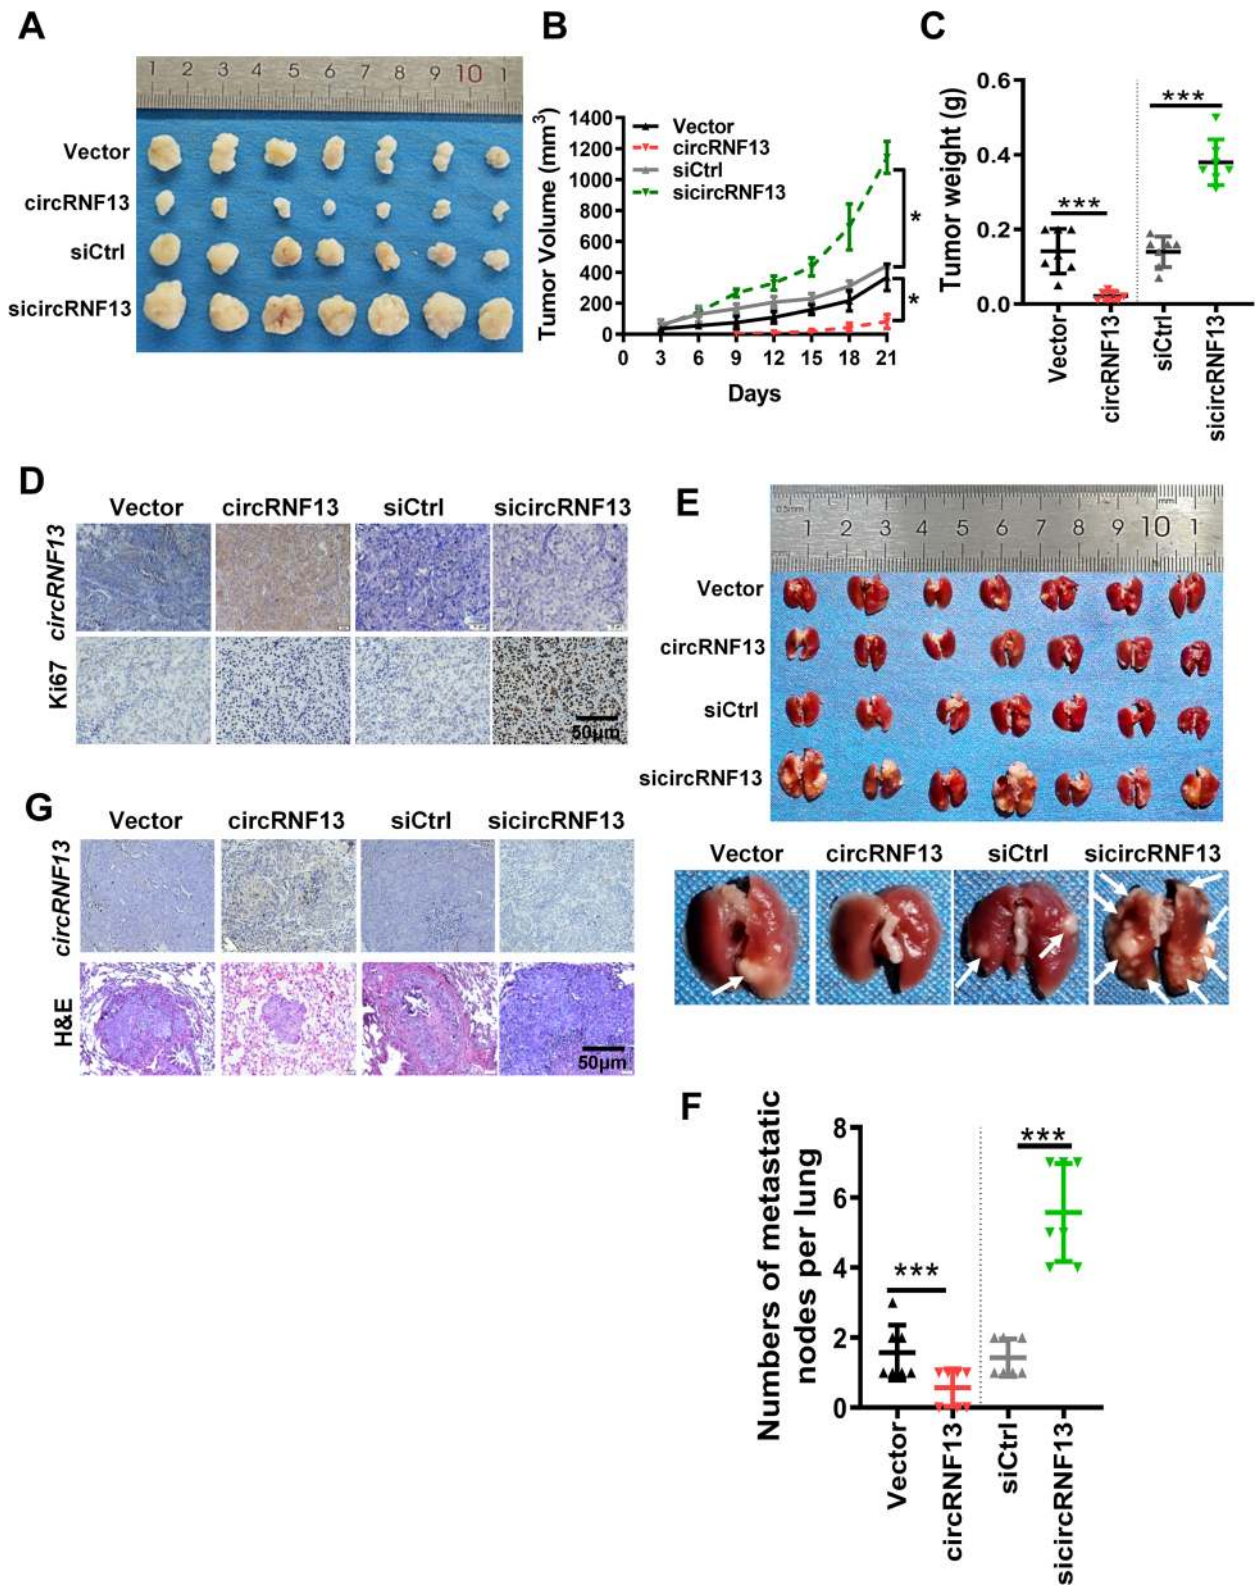 A
1 2 3 4 5 6 7 8 9 10 1
Vector
circRNF13
siCtrl
sicircRNF13
B
Tumor Volume (mm³)
1400
1200
1000
800
600
400
200
0
Vector
circRNF13
siCtrl
sicircRNF13
*
*
0 3 6 9 12 15 18 21
Days
C
Tumor weight (g)
0.6
0.4
0.2
0.0
***
***
Vector
circRNF13
siCtrl
sicircRNF13
D
Vector circRNF13 siCtrl sicircRNF13
circRNF13
Ki67
50μm
E
0.5mm
mm
1 2 3 4 5 6 7 8 9 10 1
Vector
circRNF13
siCtrl
sicircRNF13
Vector circRNF13 siCtrl sicircRNF13
G
Vector circRNF13 siCtrl sicircRNF13
circRNF13
H&E
50μm
F
Numbers of metastatic
nodes per lung
8
6
4
2
0
***
***
Vector
circRNF13
siCtrl
sicircRNF13